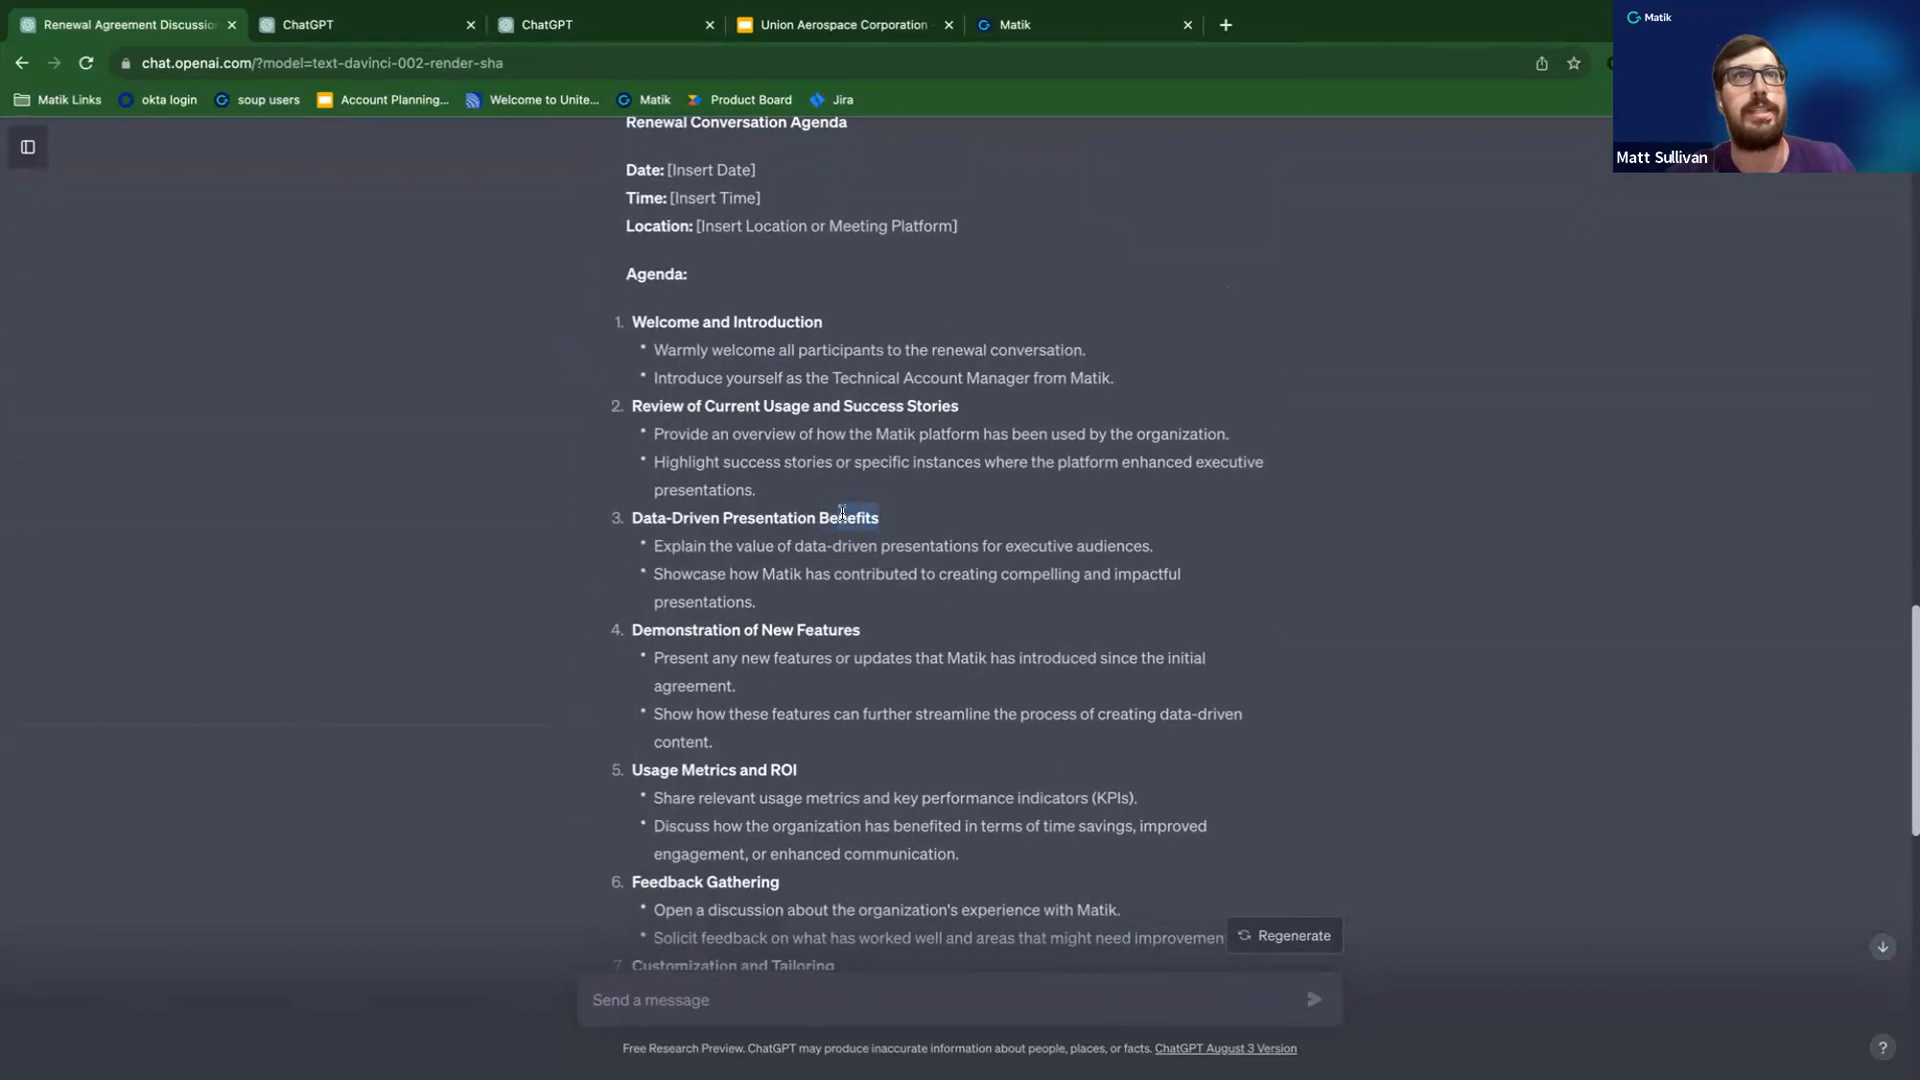 Renewal Agreement Discussio
ChatGPT
ChatGPT
Union Aerospace Corporation
Matik
chat.openai.com/?model=text-davinci-002-render-sha
Matik Links
okta login
soup users
Account Planning...
Welcome to Unite...
Matik
Product Board
Jira
Matik
Matt Sullivan
Renewal Conversation Agenda
Date: [Insert Date]
Time: [Insert Time]
Location: [Insert Location or Meeting Platform]
Agenda:
1. Welcome and Introduction
• Warmly welcome all participants to the renewal conversation.
• Introduce yourself as the Technical Account Manager from Matik.
2. Review of Current Usage and Success Stories
• Provide an overview of how the Matik platform has been used by the organization.
• Highlight success stories or specific instances where the platform enhanced executive
presentations.
3. Data-Driven Presentation Benefits
• Explain the value of data-driven presentations for executive audiences.
• Showcase how Matik has contributed to creating compelling and impactful
presentations.
4. Demonstration of New Features
• Present any new features or updates that Matik has introduced since the initial
agreement.
• Show how these features can further streamline the process of creating data-driven
content.
5. Usage Metrics and ROI
• Share relevant usage metrics and key performance indicators (KPIs).
• Discuss how the organization has benefited in terms of time savings, improved
engagement, or enhanced communication.
6. Feedback Gathering
• Open a discussion about the organization's experience with Matik.
• Solicit feedback on what has worked well and areas that might need improvemen
Regenerate
7. Customization and Tailoring
Send a message
Free Research Preview. ChatGPT may produce inaccurate information about people, places, or facts. ChatGPT August 3 Version
?